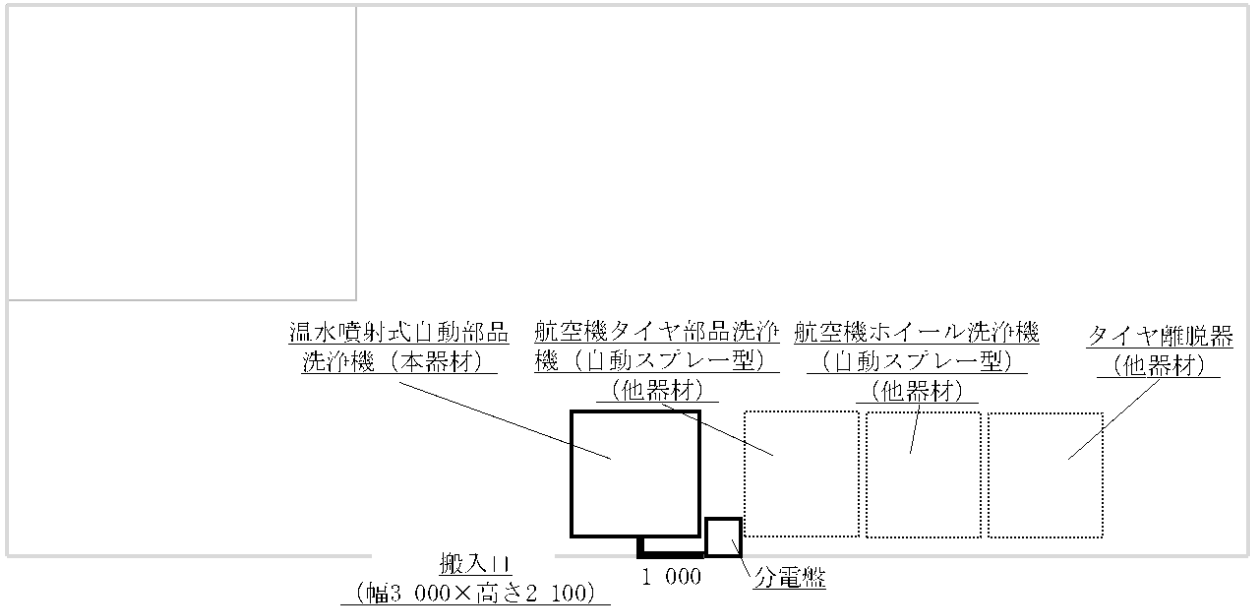 温水噴射式自動部品
洗浄機（本器材）
航空機タイヤ部品洗浄
機（自動スプレー型）
（他器材）
航空機ホイール洗浄機
（自動スプレー型）
（他器材）
タイヤ離脱器
（他器材）
搬入口
（幅3 000×高さ2 100）
1 000
分電盤